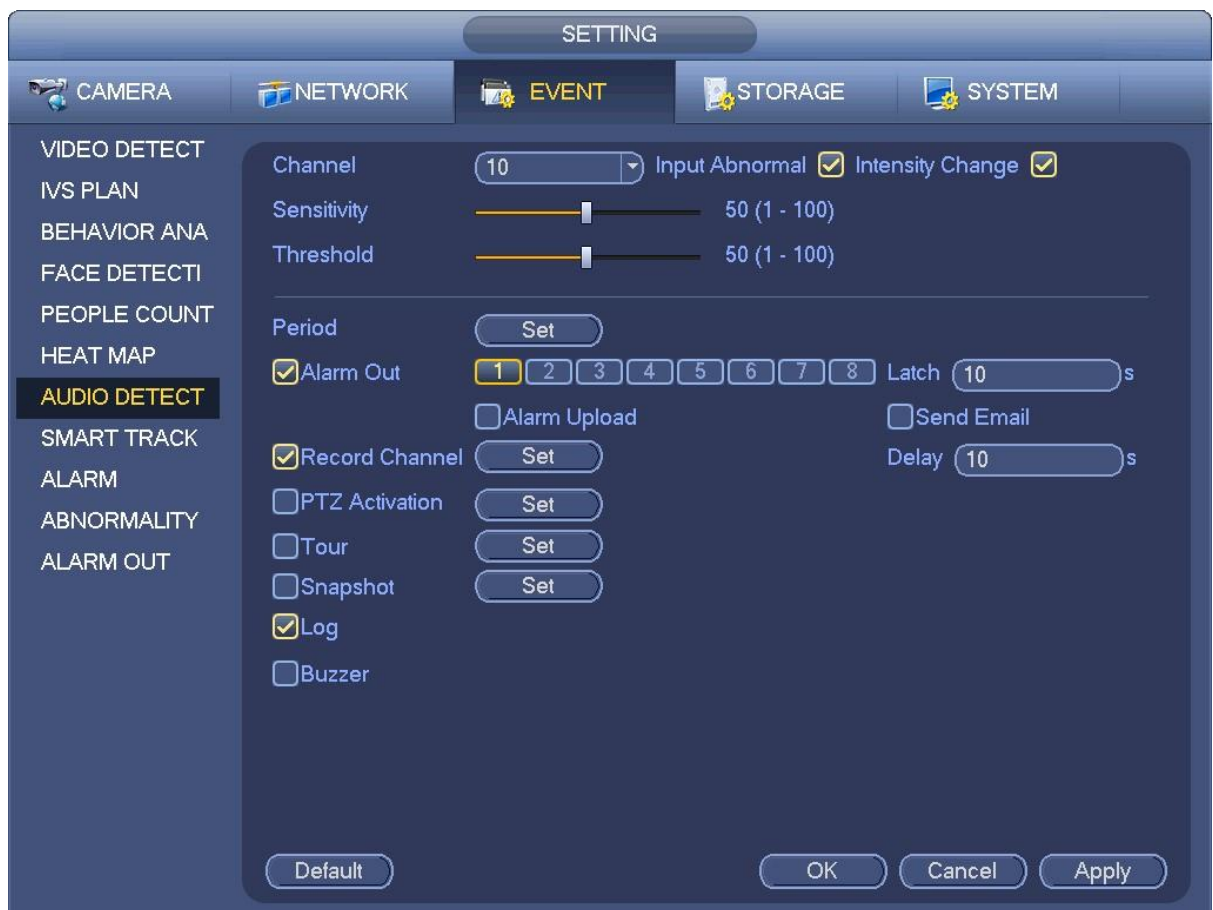 SETTING
CAMERA NETWORK EVENT STORAGE SYSTEM
VIDEO DETECT
IVS PLAN
BEHAVIOR ANA
FACE DETECTI
PEOPLE COUNT
HEAT MAP
AUDIO DETECT
SMART TRACK
ALARM
ABNORMALITY
ALARM OUT
Channel 10 Input Abnormal Intensity Change
Sensitivity 50 (1 - 100)
Threshold 50 (1 - 100)
Period Set
Alarm Out 1 2 3 4 5 6 7 8 Latch 10 s
Alarm Upload Send Email
Record Channel Set Delay 10 s
PTZ Activation Set
Tour Set
Snapshot Set
Log
Buzzer
Default OK Cancel Apply